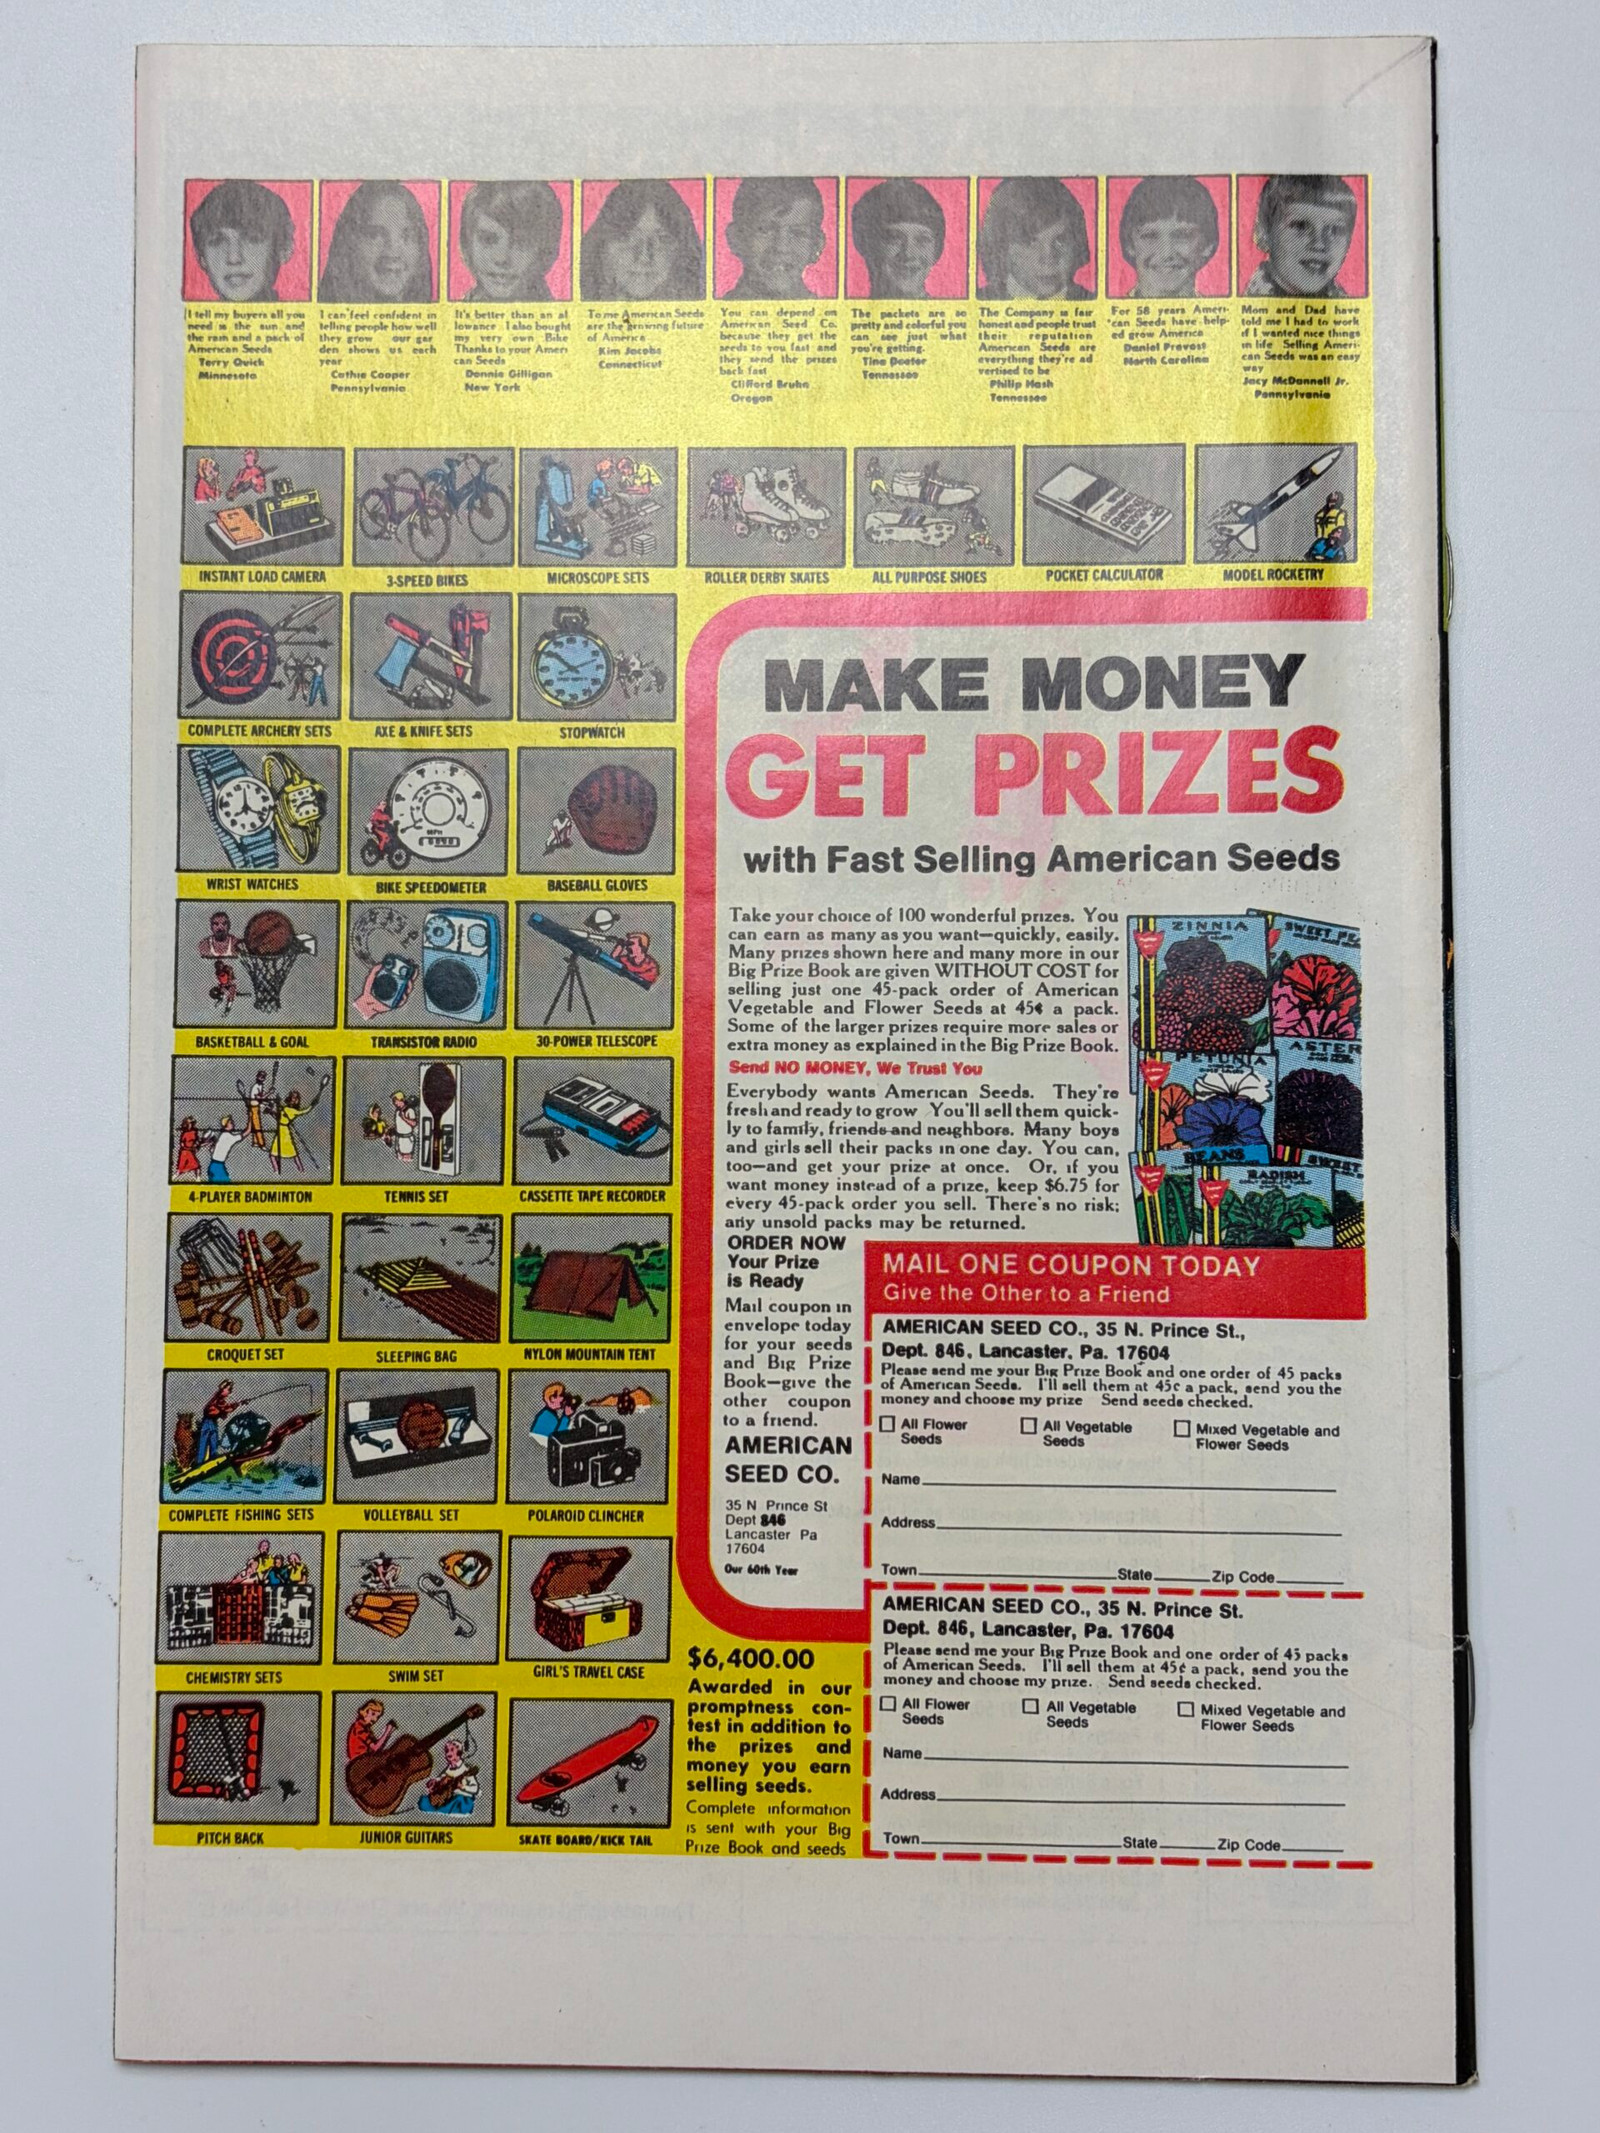 I tell my buyers all you
need is the sun and
the rain and a pack of
American Seeds
Terry Quick
Minnesota
I can feel confident in
telling people how well
they grow our gar
den shows us each
year
Cathie Cooper
Pennsylvania
It's better than an al
lowance I also bought
my very own Bike
Thanks to your Ameri
can Seeds
Donnie Gilligan
New York
To me American Seeds
are the growing future
of America
Kim Jacobs
Connecticut
You can depend on
American Seed Co.
because they get the
seeds to you fast and
they send the prizes
back fast
Clifford Bruhn
Oregon
The packets are so
pretty and colorful you
can see just what
you're getting.
Tina
Tennessee
The Company is fair
honest and people trust
their reputation
American Seeds are
everything they're ad
vertised to be
Philip Hash
Tennessee
For 58 years Ameri-
can Seeds have help-
ed grow America
Daniel Provost
North Carolina
Mom and Dad have
told me I had to work
if I wanted nice things
in life Selling Ameri-
can Seeds was an easy
way
Jacy McDannell Jr.
Pennsylvania
INSTANT LOAD CAMERA
3-SPEED BIKES
MICROSCOPE SETS
ROLLER DERBY SKATES
ALL PURPOSE SHOES
POCKET CALCULATOR
MODEL ROCKETRY
COMPLETE ARCHERY SETS
AXE & KNIFE SETS
STOPWATCH
WRIST WATCHES
MPH
BIKE SPEEDOMETER
BASEBALL GLOVES
BASKETBALL & GOAL
TRANSISTOR RADIO
30-POWER TELESCOPE
4-PLAYER BADMINTON
TENNIS SET
CASSETTE TAPE RECORDER
CROQUET SET
SLEEPING BAG
NYLON MOUNTAIN TENT
COMPLETE FISHING SETS
VOLLEYBALL SET
POLAROID CLINCHER
CHEMISTRY SETS
SWIM SET
GIRL'S TRAVEL CASE
PITCH BACK
JUNIOR GUITARS
SKATE BOARD/KICK TAIL
MAKE MONEY
GET PRIZES
with Fast Selling American Seeds
Take your choice of 100 wonderful prizes. You
can earn as many as you want—quickly, easily.
Many prizes shown here and many more in our
Big Prize Book are given WITHOUT COST for
selling just one 45-pack order of American
Vegetable and Flower Seeds at 45¢ a pack.
Some of the larger prizes require more sales or
extra money as explained in the Big Prize Book.
Send NO MONEY, We Trust You
Everybody wants American Seeds. They're
fresh and ready to grow You'll sell them quick-
ly to family, friends and neighbors. Many boys
and girls sell their packs in one day. You can,
too—and get your prize at once. Or, if you
want money instead of a prize, keep $6.75 for
every 45-pack order you sell. There's no risk;
any unsold packs may be returned.
ZINNIA
SWEET PE
ASTER
PETUNIA
BEANS
RADISH
SWEET
ORDER NOW
Your Prize
is Ready
Mail coupon in
envelope today
for your seeds
and Big Prize
Book—give the
other coupon
to a friend.
AMERICAN
SEED CO.
35 N Prince St
Dept 846
Lancaster Pa
17604
Our 60th Year
$6,400.00
Awarded in our
promptness con-
test in addition to
the prizes and
money you earn
selling seeds.
Complete information
is sent with your Big
Prize Book and seeds
MAIL ONE COUPON TODAY
Give the Other to a Friend
AMERICAN SEED CO., 35 N. Prince St.,
Dept. 846, Lancaster, Pa. 17604
Please send me your Big Prize Book and one order of 45 packs
of American Seeds. I'll sell them at 45¢ a pack, send you the
money and choose my prize Send seeds checked.
All Flower
Seeds
All Vegetable
Seeds
Mixed Vegetable and
Flower Seeds
Name
Address
Town State Zip Code
AMERICAN SEED CO., 35 N. Prince St.
Dept. 846, Lancaster, Pa. 17604
Please send me your Big Prize Book and one order of 45 packs
of American Seeds. I'll sell them at 45¢ a pack, send you the
money and choose my prize. Send seeds checked.
All Flower
Seeds
All Vegetable
Seeds
Mixed Vegetable and
Flower Seeds
Name
Address
Town State Zip Code